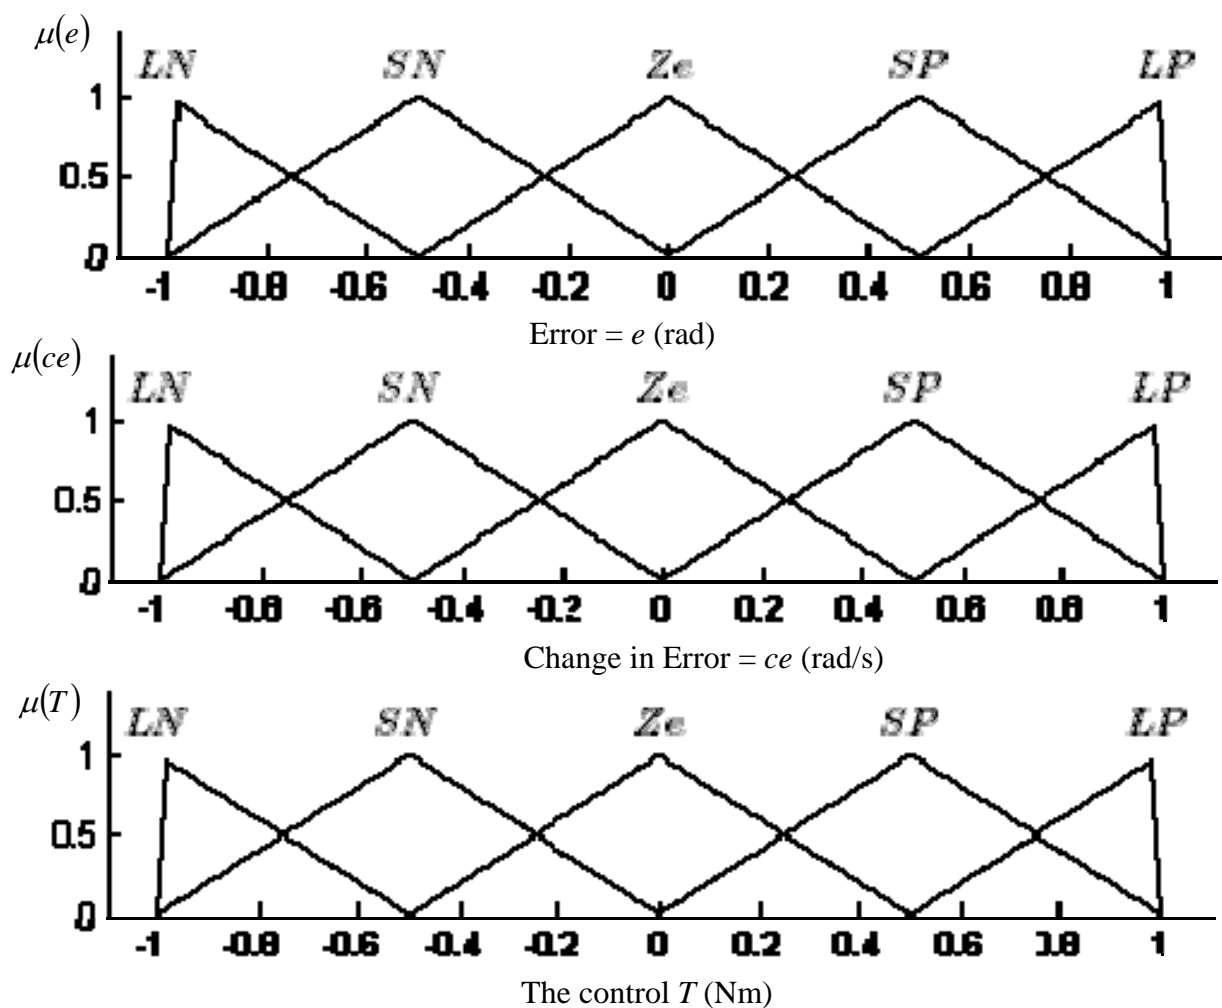 μ(e)
LN SN Ze SP LP
1
0.5
0
-1 -0.8 -0.6 -0.4 -0.2 0 0.2 0.4 0.6 0.8 1
Error = e (rad)
μ(ce)
LN SN Ze SP LP
1
0.5
0
-1 -0.8 -0.6 -0.4 -0.2 0 0.2 0.4 0.6 0.8 1
Change in Error = ce (rad/s)
μ(T)
LN SN Ze SP LP
1
0.5
0
-1 -0.8 -0.6 -0.4 -0.2 0 0.2 0.4 0.6 0.8 1
The control T (Nm)